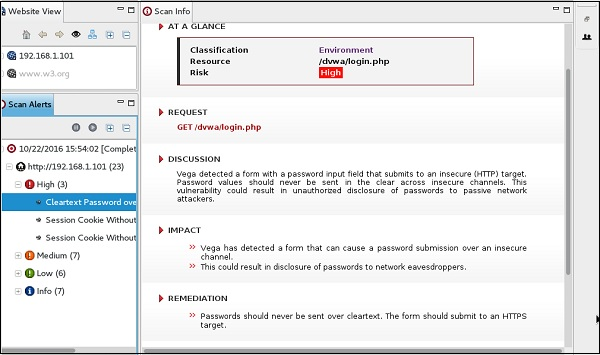 Website View
192.168.1.101
www.w3.org
Scan Alerts
10/22/2016 15:54:02 [Complet
http://192.168.1.101 (23)
High (3)
Cleartext Password ove
Session Cookie Without
Session Cookie Without
Medium (7)
Low (6)
Info (7)
Scan Info
AT A GLANCE
Classification Environment
Resource /dvwa/login.php
Risk High
REQUEST
GET /dvwa/login.php
DISCUSSION
Vega detected a form with a password input field that submits to an insecure (HTTP) target.
Password values should never be sent in the clear across insecure channels. This
vulnerability could result in unauthorized disclosure of passwords to passive network
attackers.
IMPACT
Vega has detected a form that can cause a password submission over an insecure
channel.
This could result in disclosure of passwords to network eavesdroppers.
REMEDIATION
Passwords should never be sent over cleartext. The form should submit to an HTTPS
target.